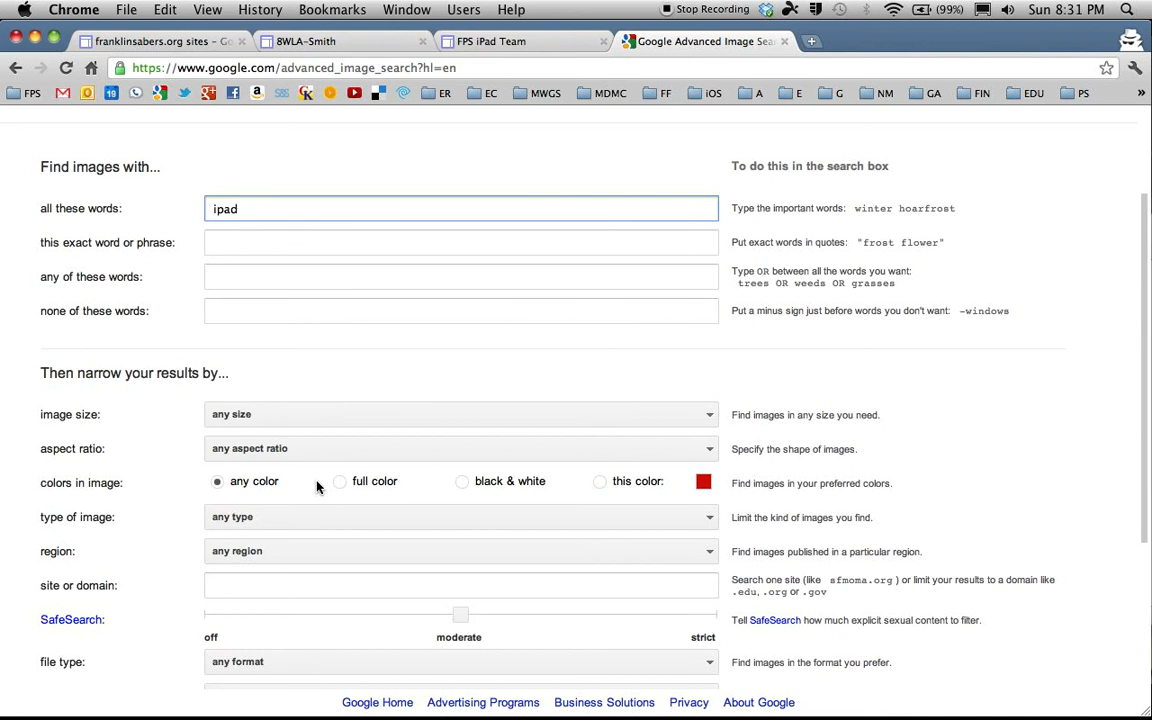 Chrome File Edit View History Bookmarks Window Users Help Stop Recording (99%) Sun 8:31 PM
franklinsabers.org sites - Go 8WLA-Smith FPS iPad Team Google Advanced Image Sea
https://www.google.com/advanced_image_search?hl=en
FPS 19 SBS ER EC MWGS MDMC FF iOS A E G NM GA FIN EDU PS »
Find images with...
To do this in the search box
all these words: ipad Type the important words: winter hoarfrost
this exact word or phrase: Put exact words in quotes: "frost flower"
any of these words: Type OR between all the words you want:
trees OR weeds OR grasses
none of these words: Put a minus sign just before words you don't want: -windows
Then narrow your results by...
image size: any size Find images in any size you need.
aspect ratio: any aspect ratio Specify the shape of images.
colors in image: any color full color black & white this color: Find images in your preferred colors.
type of image: any type Limit the kind of images you find.
region: any region Find images published in a particular region.
site or domain: Search one site (like sfmoma.org ) or limit your results to a domain like
.edu, .org or .gov
SafeSearch: Tell SafeSearch how much explicit sexual content to filter.
off moderate strict
file type: any format Find images in the format you prefer.
Google Home Advertising Programs Business Solutions Privacy About Google